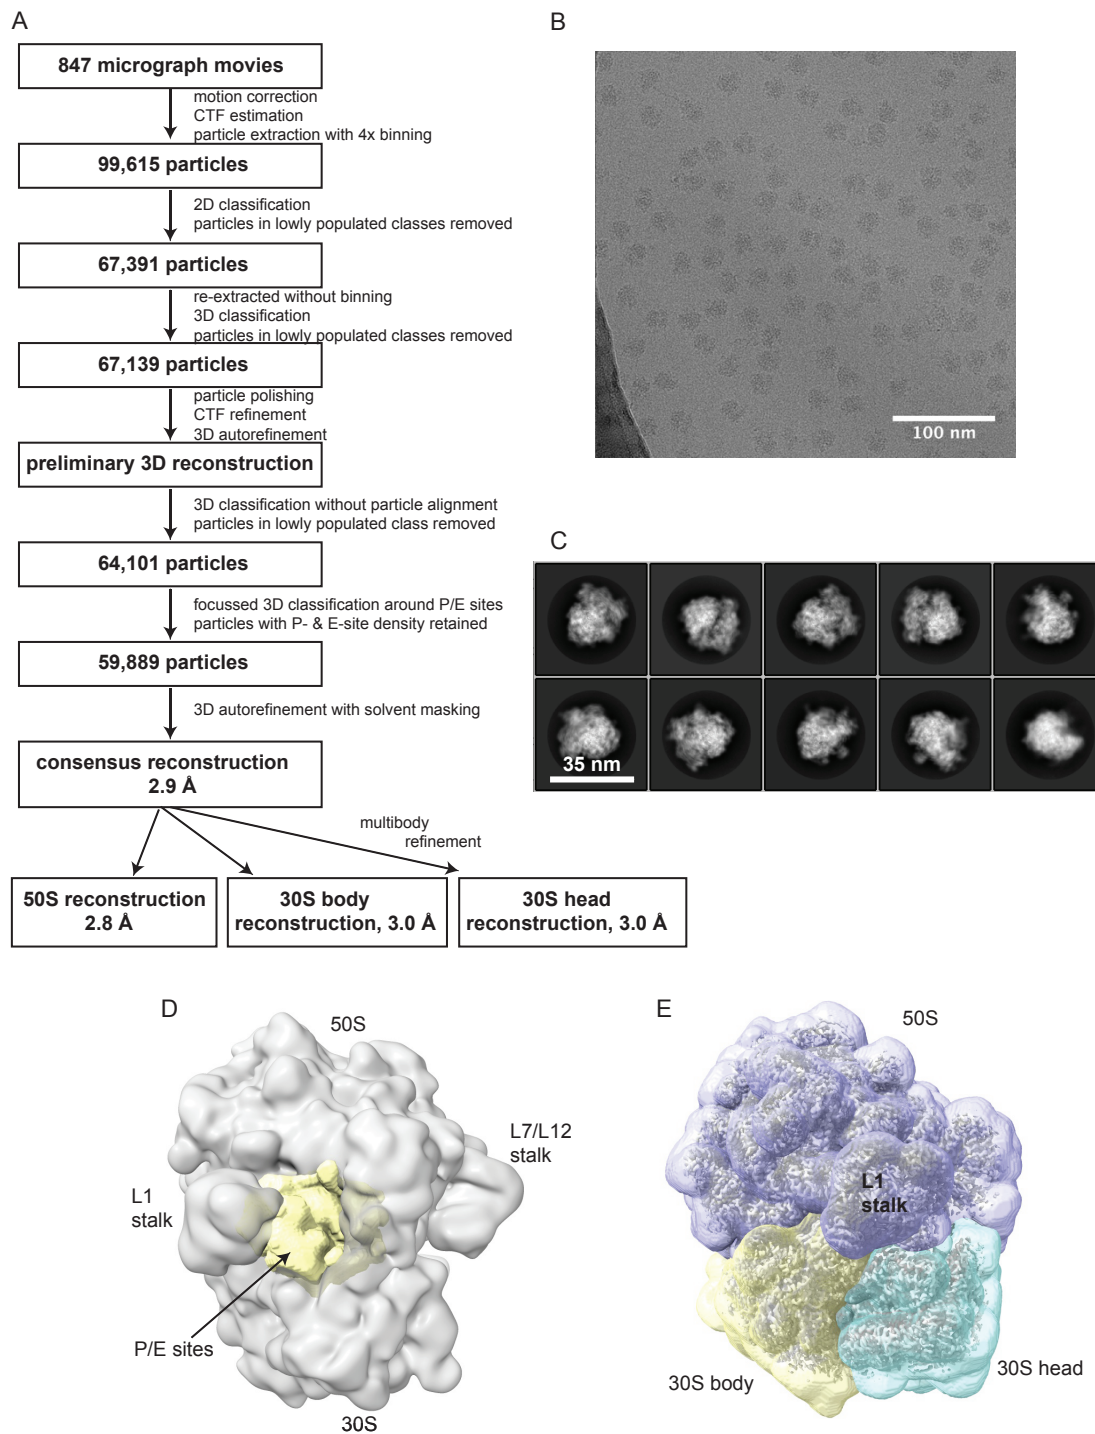 A
847 micrograph movies
motion correction
CTF estimation
particle extraction with 4x binning
99,615 particles
2D classification
particles in lowly populated classes removed
67,391 particles
re-extracted without binning
3D classification
particles in lowly populated classes removed
67,139 particles
particle polishing
CTF refinement
3D autorefinement
preliminary 3D reconstruction
3D classification without particle alignment
particles in lowly populated class removed
64,101 particles
focussed 3D classification around P/E sites
particles with P- & E-site density retained
59,889 particles
3D autorefinement with solvent masking
consensus reconstruction
2.9 Å
multibody
refinement
50S reconstruction
2.8 Å
30S body
reconstruction, 3.0 Å
30S head
reconstruction, 3.0 Å
B
100 nm
C
35 nm
D
50S
L7/L12
stalk
L1
stalk
P/E sites
30S
E
50S
L1
stalk
30S body
30S head